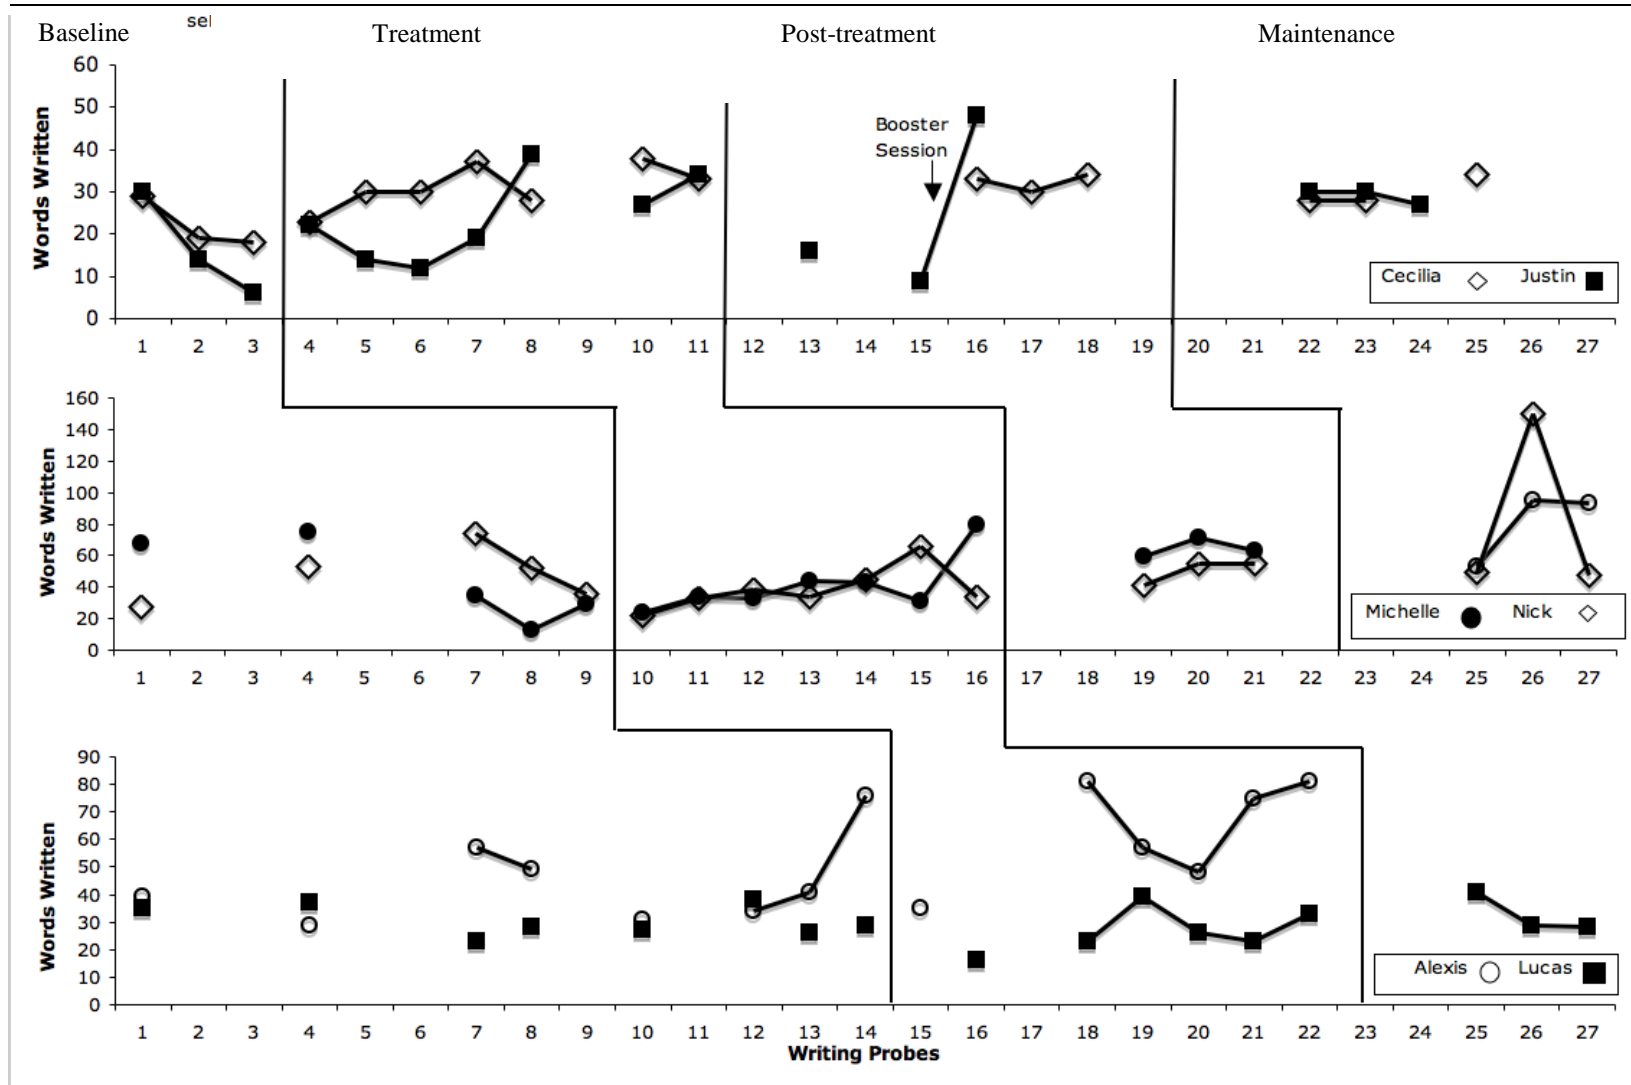 sel
Baseline Treatment Post-treatment Maintenance
60
50
40
30
20
10
0
Words Written
Booster
Session
Cecilia Justin
1 2 3 4 5 6 7 8 9 10 11 12 13 14 15 16 17 18 19 20 21 22 23 24 25 26 27
160
140
120
100
80
60
40
20
0
Words Written
Michelle Nick
1 2 3 4 5 6 7 8 9 10 11 12 13 14 15 16 17 18 19 20 21 22 23 24 25 26 27
90
80
70
60
50
40
30
20
10
0
Words Written
Alexis Lucas
1 2 3 4 5 6 7 8 9 10 11 12 13 14 15 16 17 18 19 20 21 22 23 24 25 26 27
Writing Probes